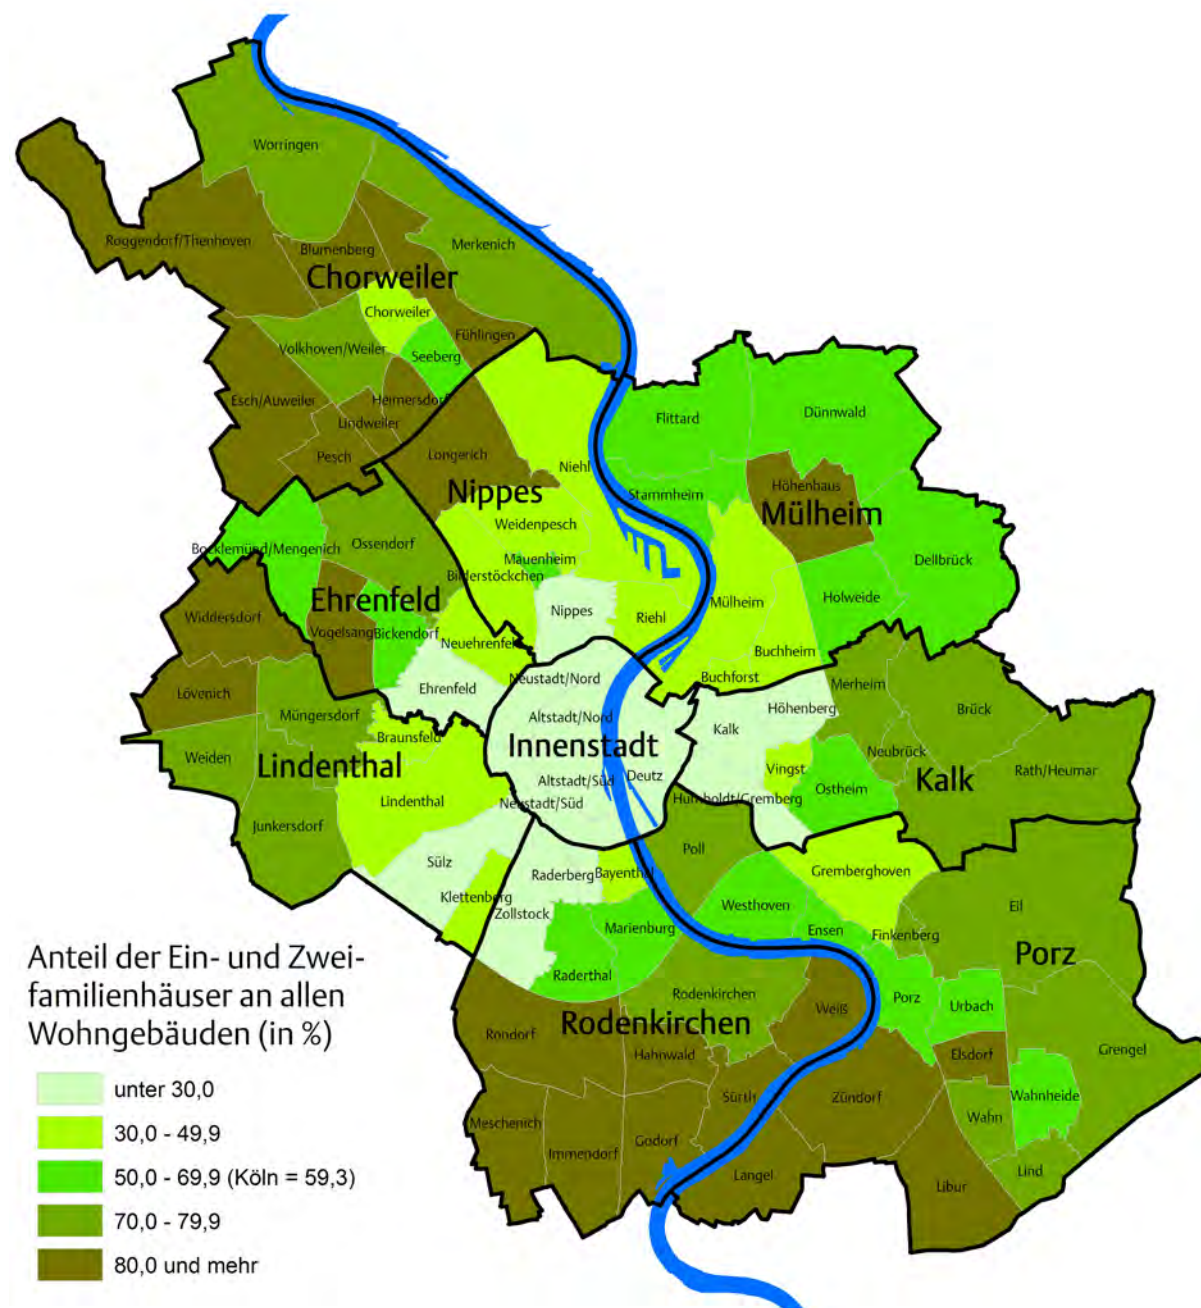 Worringen
Roggendorf/Thenhoven
Blumenberg
Merkenich
Chorweiler
Chorweiler
Fühlingen
Volkhoven/Weiler
Seeberg
Esch/Auweiler
Heimersdorf
Lindweiler
Pesch
Flittard
Dünnwald
Longerich
Niehl
Nippes
Stammheim
Höhenhaus
Mülheim
Weidenpesch
Ossendorf
Bocklemünd/Mengenich
Mauenheim
Bilderstöckchen
Dellbrück
Ehrenfeld
Nippes
Riehl
Mülheim
Holweide
Widdersdorf
Vogelsang
Bickendorf
Neuehrenfeld
Buchheim
Neustadt/Nord
Buchforst
Merheim
Ehrenfeld
Lövenich
Müngersdorf
Altstadt/Nord
Höhenberg
Brück
Braunsfeld
Innenstadt
Kalk
Weiden
Lindenthal
Neubrück
Vingst
Rath/Heumar
Kalk
Altstadt/Süd
Deutz
Ostheim
Lindenthal
Neustadt/Süd
Humboldt/Gremberg
Junkersdorf
Poll
Sülz
Raderberg
Bayenthal
Gremberghoven
Klettenberg
Zollstock
Westhoven
Eil
Marienburg
Ensen
Finkenberg
Porz
Raderthal
Rodenkirchen
Porz
Urbach
Rondorf
Rodenkirchen
Weiß
Hahnwald
Elsdorf
Grengel
Sürth
Zündorf
Wahnheide
Meschenich
Wahn
Immendorf
Godorf
Langel
Libur
Lind
Anteil der Ein- und Zwei-
familienhäuser an allen
Wohngebäuden (in %)
unter 30,0
30,0 - 49,9
50,0 - 69,9 (Köln = 59,3)
70,0 - 79,9
80,0 und mehr